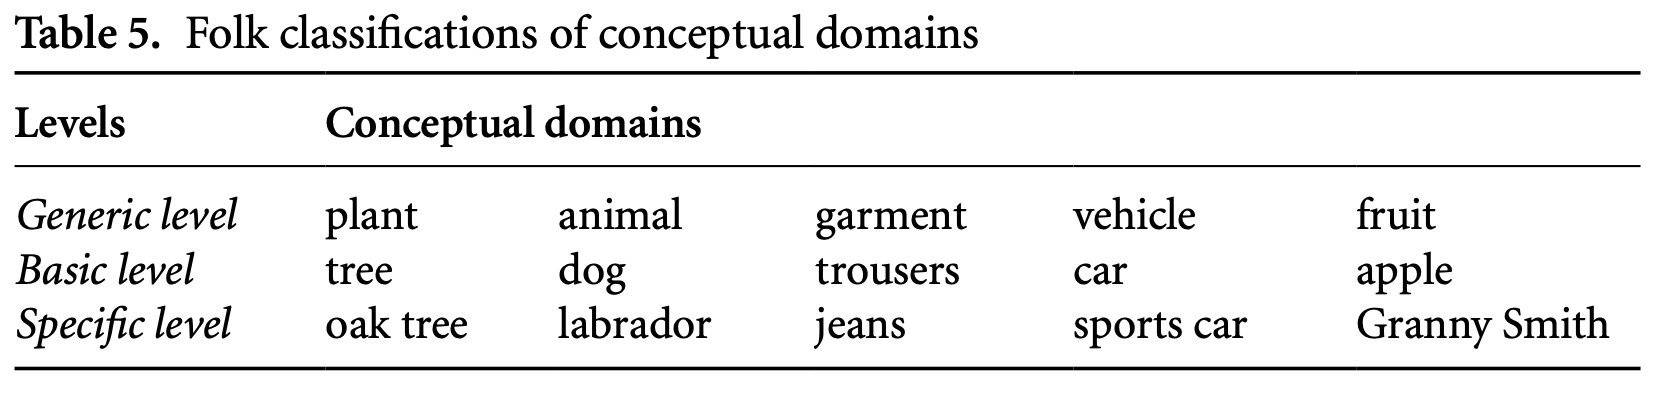 Table 5. Folk classifications of conceptual domains
Levels Conceptual domains
Generic level plant animal garment vehicle fruit
Basic level tree dog trousers car apple
Specific level oak tree labrador jeans sports car Granny Smith